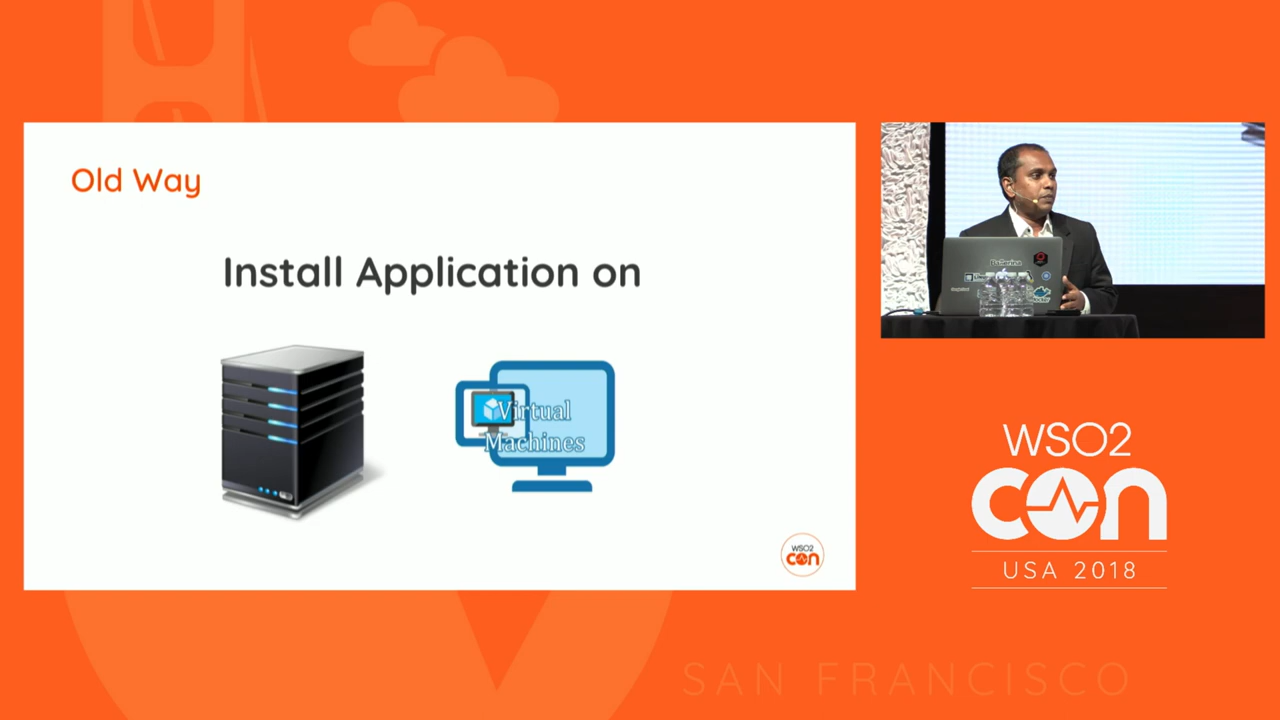 Old Way
Install Application on
Virtual
Machines
WSO2
con
WSO2
con
USA 2018
SAN FRANCISCO